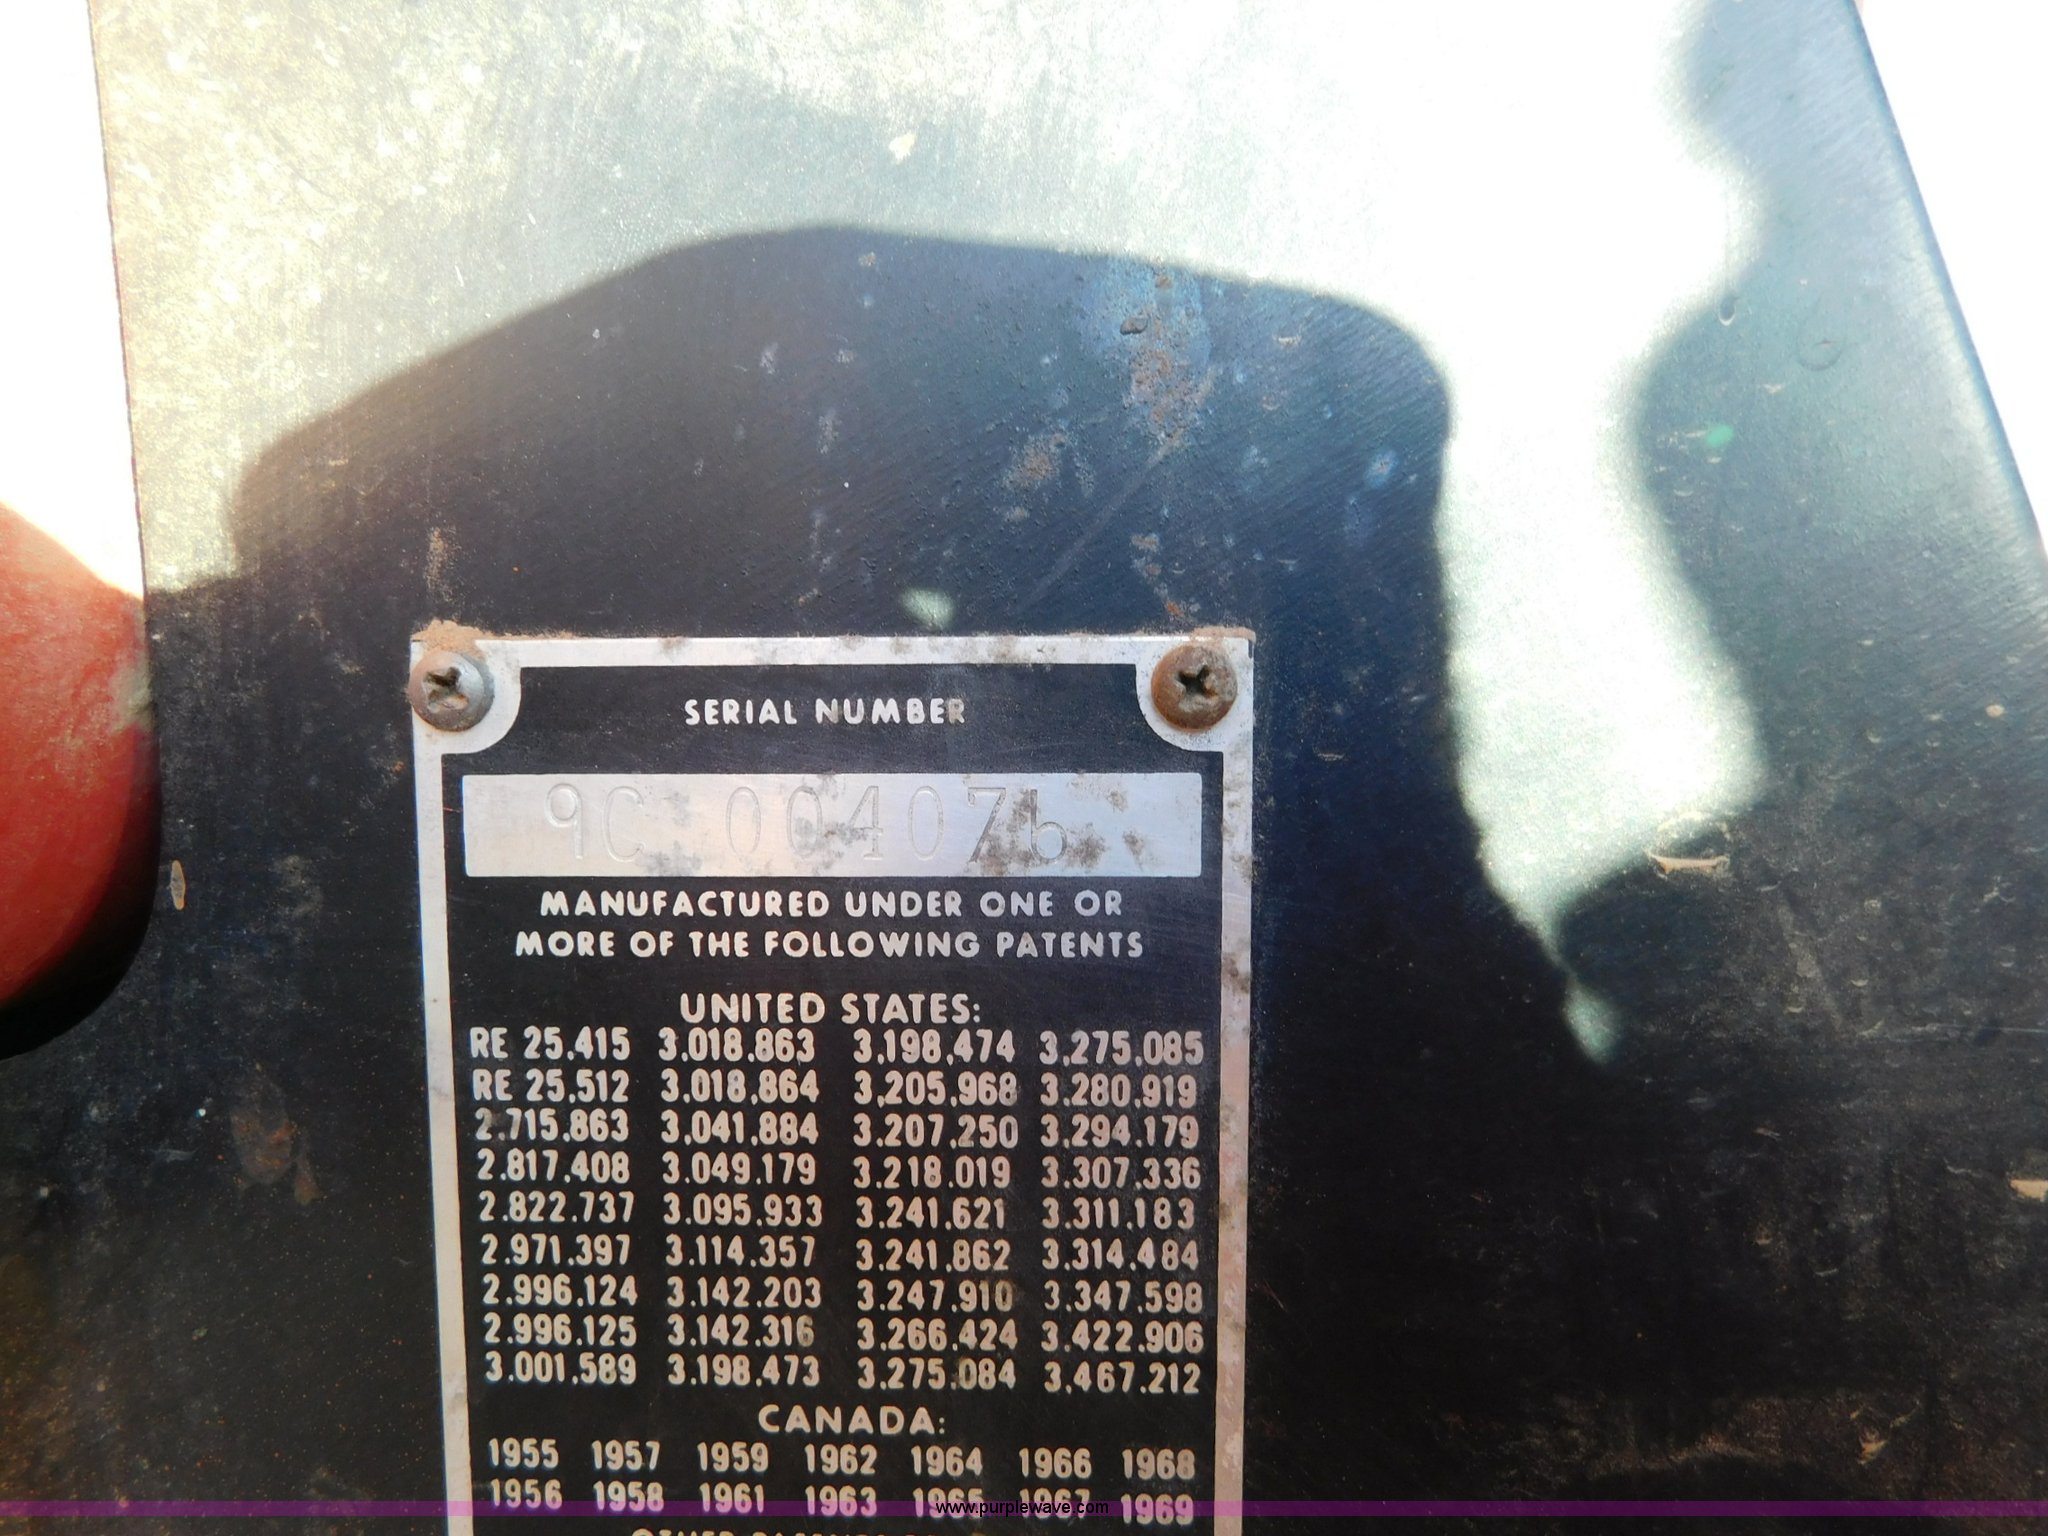 SERIAL NUMBER
9C 004076
MANUFACTURED UNDER ONE OR
MORE OF THE FOLLOWING PATENTS
UNITED STATES:
RE 25,415 3,018,863 3,198,474 3,275,085
RE 25,512 3,018,864 3,205,968 3,280,919
2,715,863 3,041,884 3,207,250 3,294,179
2,817,408 3,049,179 3,218,019 3,307,336
2,822,737 3,095,933 3,241,621 3,311,183
2,971,397 3,114,357 3,241,862 3,314,484
2,996,124 3,142,203 3,247,910 3,347,598
2,996,125 3,142,316 3,266,424 3,422,906
3,001,589 3,198,473 3,275,084 3,467,212
CANADA:
1955 1957 1959 1962 1964 1966 1968
1956 1958 1961 1963 1965 1967 1969
www.purplewave.com